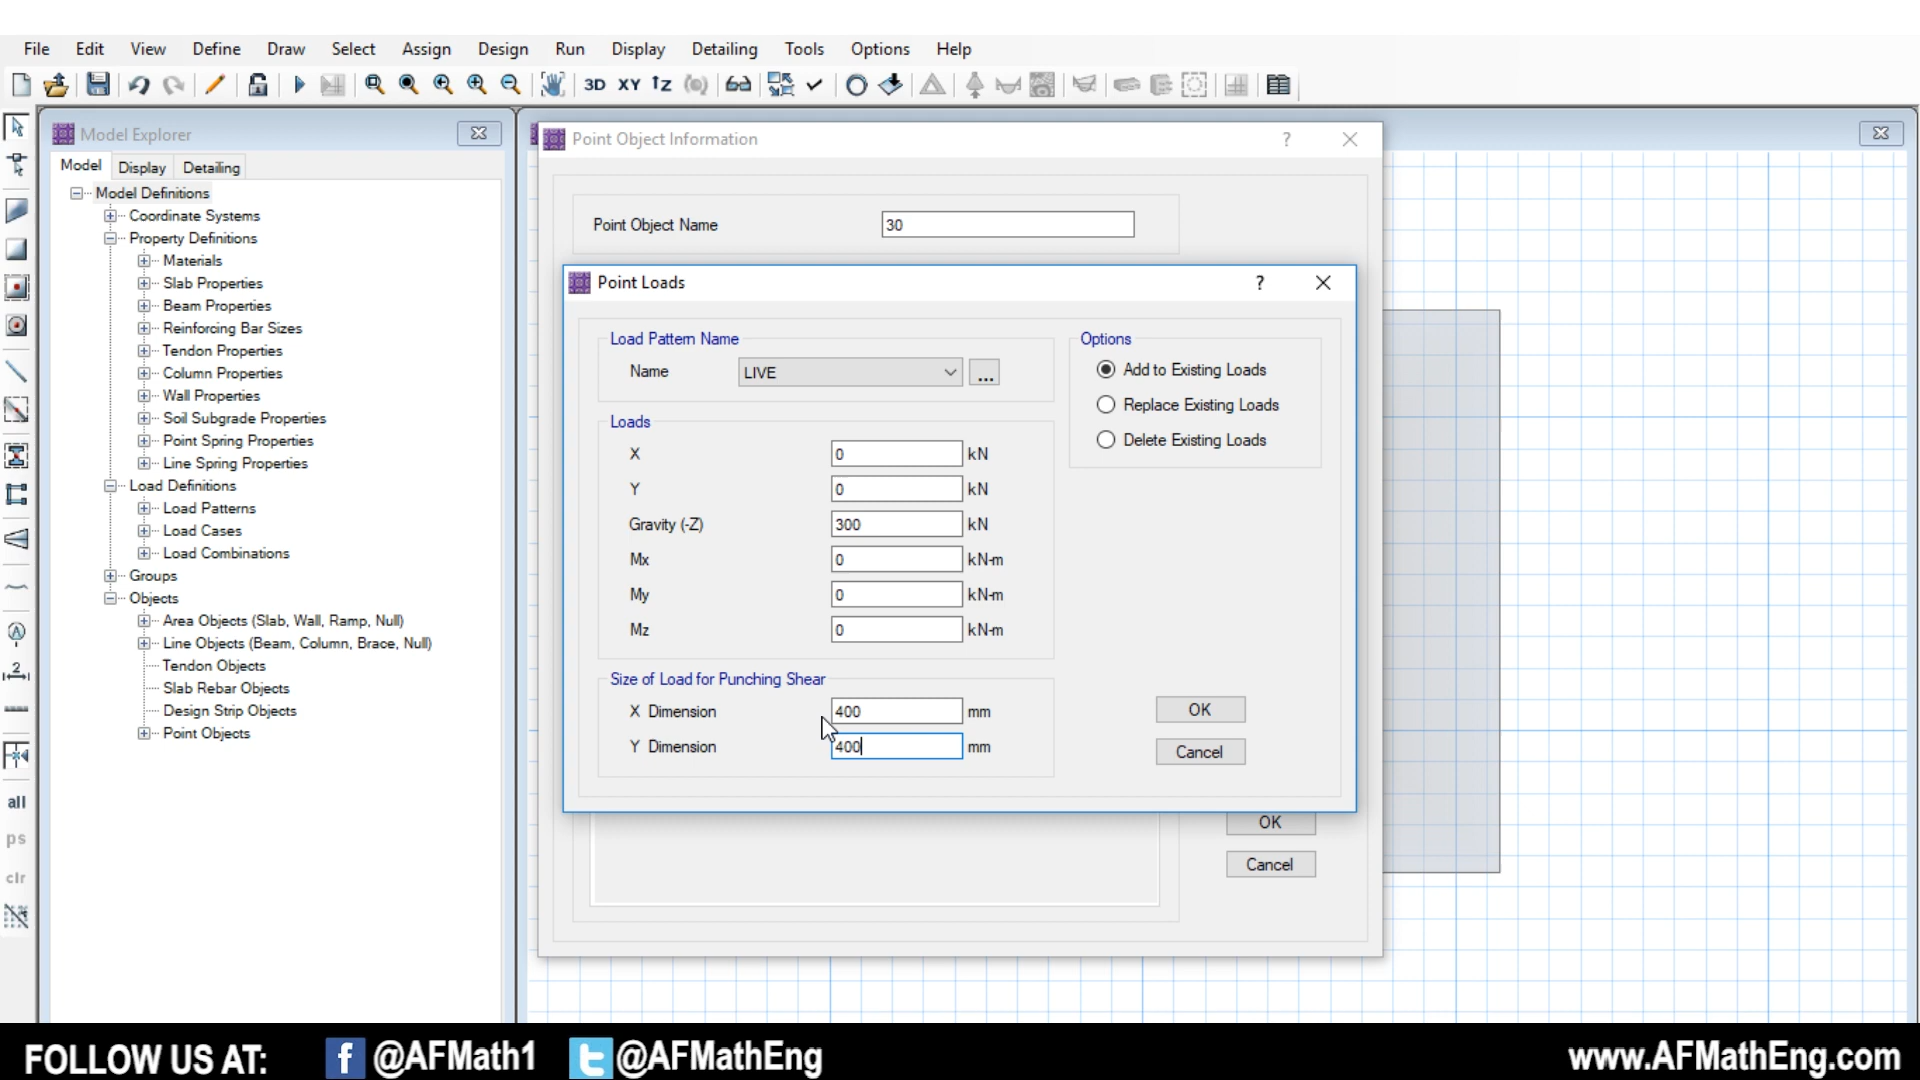 File Edit View Define Draw Select Assign Design Run Display Detailing Tools Options Help
3D XY
Model Explorer
Model Display Detailing
Model Definitions
Coordinate Systems
Property Definitions
Materials
Slab Properties
Beam Properties
Reinforcing Bar Sizes
Tendon Properties
Column Properties
Wall Properties
Soil Subgrade Properties
Point Spring Properties
Line Spring Properties
Load Definitions
Load Patterns
Load Cases
Load Combinations
Groups
Objects
Area Objects (Slab, Wall, Ramp, Null)
Line Objects (Beam, Column, Brace, Null)
Tendon Objects
Slab Rebar Objects
Design Strip Objects
Point Objects
all
ps
clr
Point Object Information ?
Point Object Name 30
Point Loads ?
Load Pattern Name
Name LIVE ...
Loads
X 0 kN
Y 0 kN
Gravity (-Z) 300 kN
Mx 0 kN-m
My 0 kN-m
Mz 0 kN-m
Size of Load for Punching Shear
X Dimension 400 mm
Y Dimension 400 mm
Options
Add to Existing Loads
Replace Existing Loads
Delete Existing Loads
OK
Cancel
OK
Cancel
FOLLOW US AT: f @AFMath1 t @AFMathEng www.AFMathEng.com